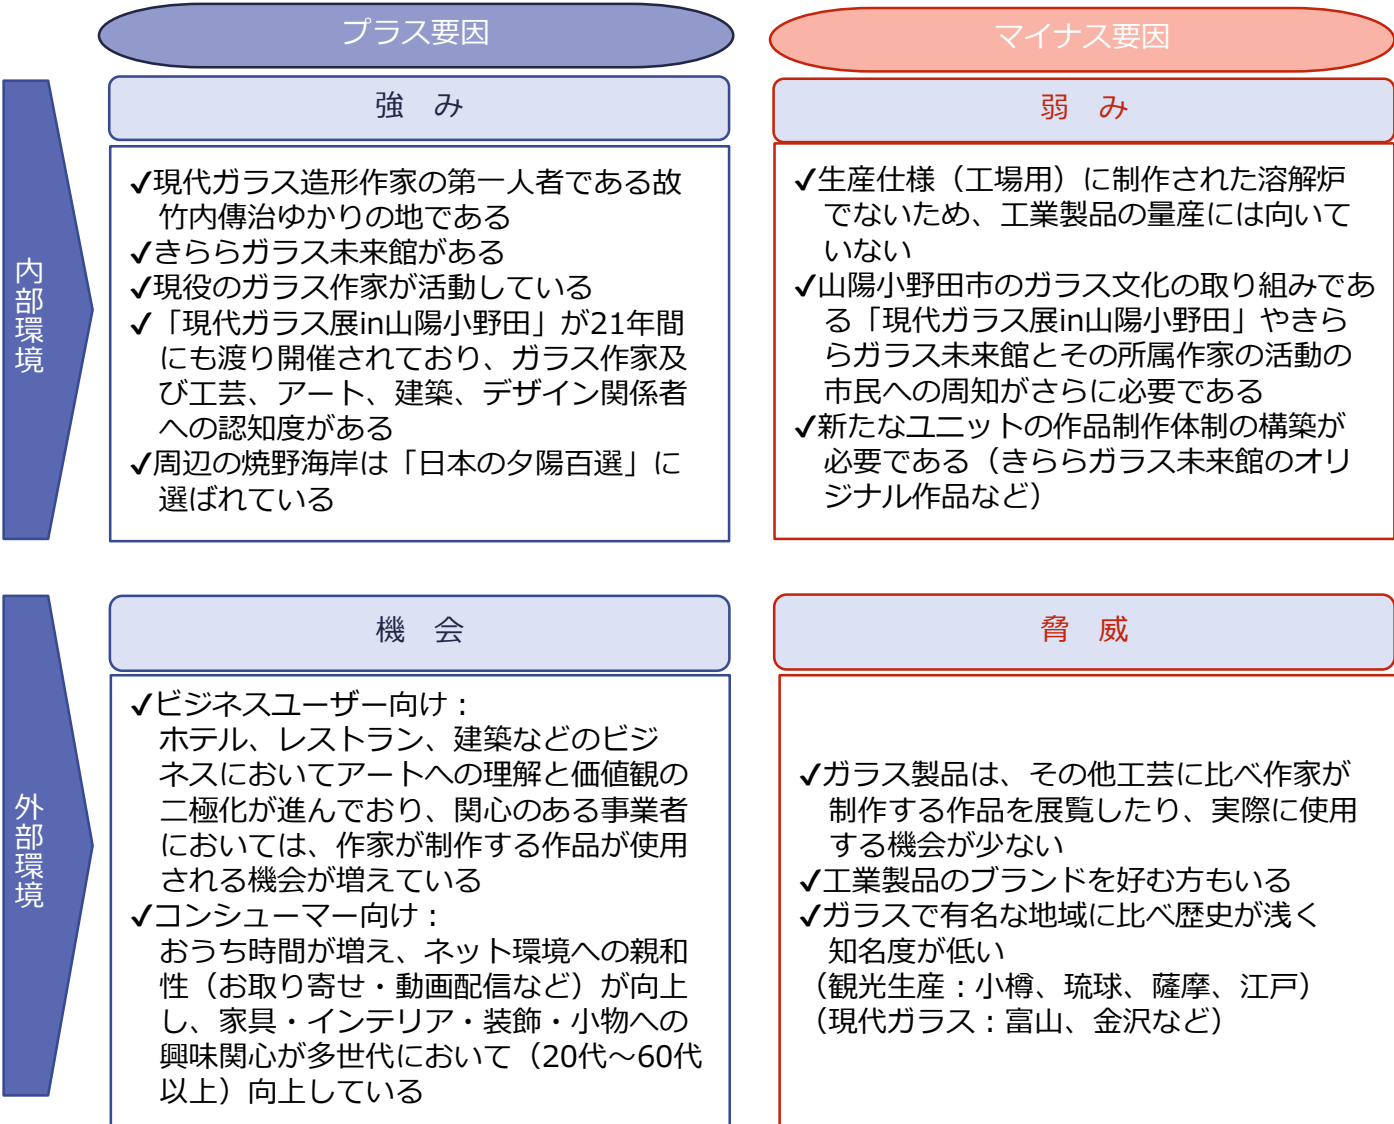 プラス要因
マイナス要因
内部環境
強　み
✓現代ガラス造形作家の第一人者である故
竹内傳治ゆかりの地である
✓きららガラス未来館がある
✓現役のガラス作家が活動している
✓「現代ガラス展in山陽小野田」が21年間
にも渡り開催されており、ガラス作家及
び工芸、アート、建築、デザイン関係者
への認知度がある
✓周辺の焼野海岸は「日本の夕陽百選」に
選ばれている
弱　み
✓生産仕様（工場用）に制作された溶解炉
でないため、工業製品の量産には向いて
いない
✓山陽小野田市のガラス文化の取り組みであ
る「現代ガラス展in山陽小野田」やきら
らガラス未来館とその所属作家の活動の
市民への周知がさらに必要である
✓新たなユニットの作品制作体制の構築が
必要である（きららガラス未来館のオリ
ジナル作品など）
外部環境
機　会
✓ビジネスユーザー向け：
ホテル、レストラン、建築などのビジ
ネスにおいてアートへの理解と価値観の
二極化が進んでおり、関心のある事業者
においては、作家が制作する作品が使用
される機会が増えている
✓コンシューマー向け：
おうち時間が増え、ネット環境への親和
性（お取り寄せ・動画配信など）が向上
し、家具・インテリア・装飾・小物への
興味関心が多世代において（20代～60代
以上）向上している
脅　威
✓ガラス製品は、その他工芸に比べ作家が
制作する作品を展覧したり、実際に使用
する機会が少ない
✓工業製品のブランドを好む方もいる
✓ガラスで有名な地域に比べ歴史が浅く
知名度が低い
（観光生産：小樽、琉球、薩摩、江戸）
（現代ガラス：富山、金沢など）